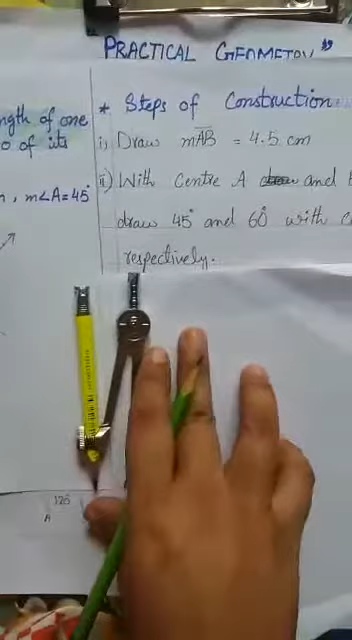 PRACTICAL GEOMETRY"
ngth of one
o of its
, m∠A=45°
* Steps of Construction
i) Draw mAB = 4.5 cm
ii) With Centre A and
draw 45° and 60° with
respectively.
A